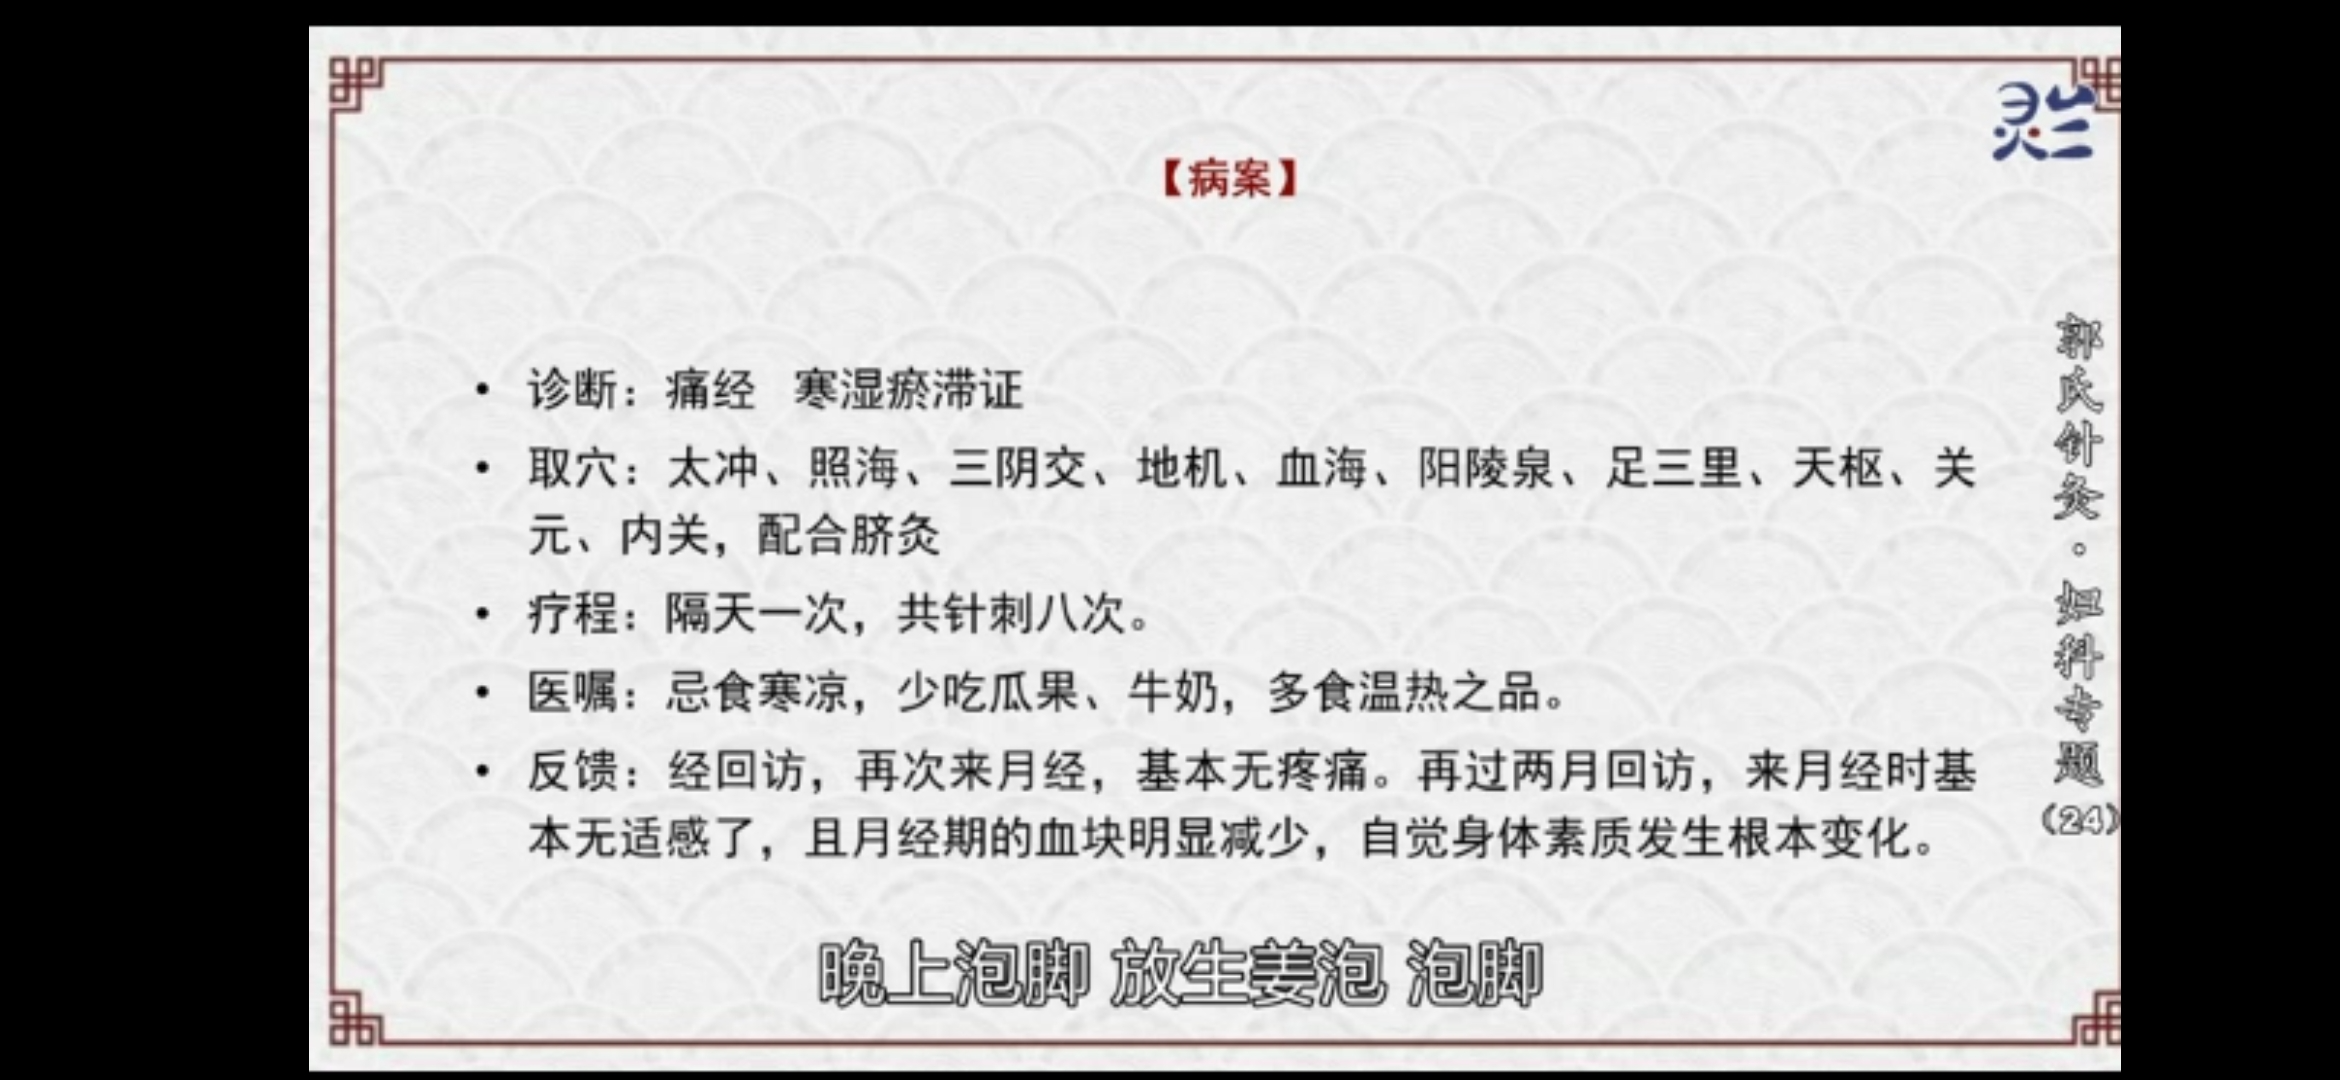 灵兰
【病案】
• 诊断：痛经 寒湿瘀滞证
• 取穴：太冲、照海、三阴交、地机、血海、阳陵泉、足三里、天枢、关
元、内关，配合脐灸
• 疗程：隔天一次，共针刺八次。
• 医嘱：忌食寒凉，少吃瓜果、牛奶，多食温热之品。
• 反馈：经回访，再次来月经，基本无疼痛。再过两月回访，来月经时基
本无适感了，且月经期的血块明显减少，自觉身体素质发生根本变化。
郭氏针灸·妇科专题（24）
晚上泡脚 放生姜泡 泡脚